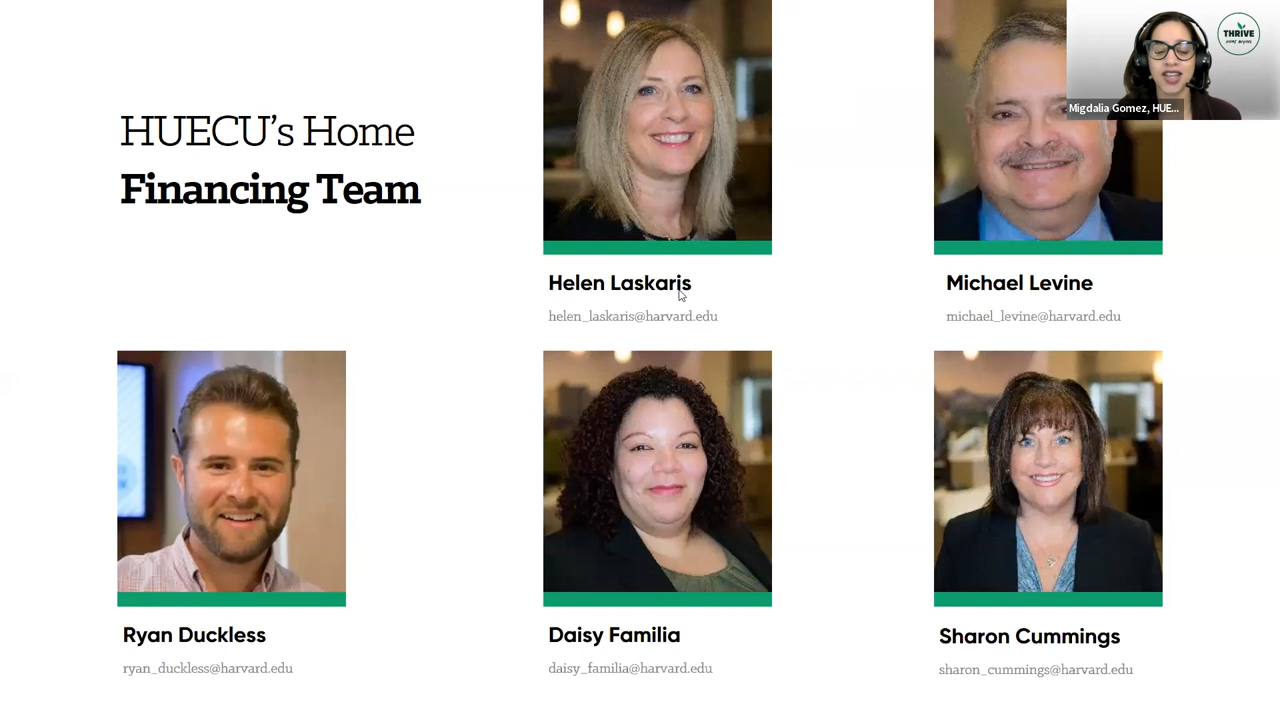 HUECU's Home
Financing Team
THRIVE
Migdalia Gomez, HUE...
Helen Laskaris
helen_laskaris@harvard.edu
Michael Levine
michael_levine@harvard.edu
Ryan Duckless
ryan_duckless@harvard.edu
Daisy Familia
daisy_familia@harvard.edu
Sharon Cummings
sharon_cummings@harvard.edu